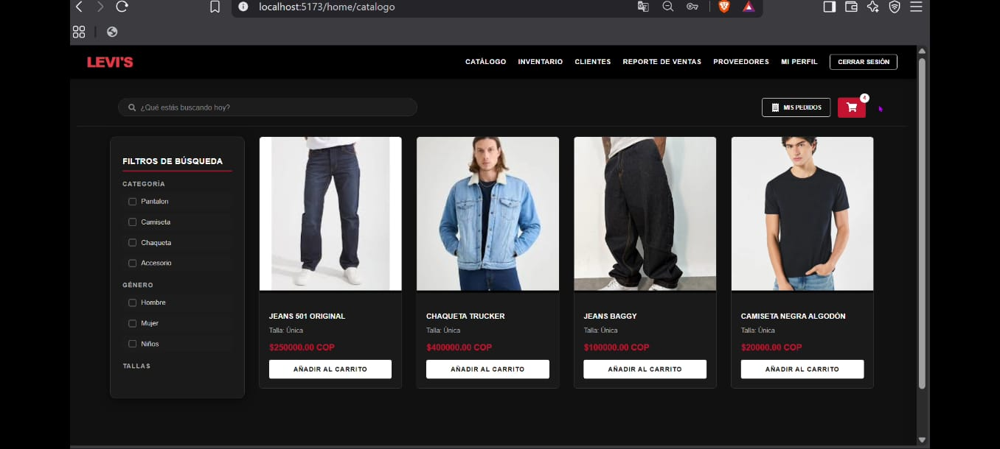 localhost:5173/home/catalogo
LEVI'S
CATÁLOGO INVENTARIO CLIENTES REPORTE DE VENTAS PROVEEDORES MI PERFIL CERRAR SESIÓN
¿Qué estás buscando hoy?
MIS PEDIDOS
4
FILTROS DE BÚSQUEDA
CATEGORÍA
Pantalon
Camiseta
Chaqueta
Accesorio
GÉNERO
Hombre
Mujer
Niños
TALLAS
JEANS 501 ORIGINAL
Talla: Única
$250000.00 COP
AÑADIR AL CARRITO
CHAQUETA TRUCKER
Talla: Única
$400000.00 COP
AÑADIR AL CARRITO
JEANS BAGGY
Talla: Única
$100000.00 COP
AÑADIR AL CARRITO
CAMISETA NEGRA ALGODÓN
Talla: Única
$20000.00 COP
AÑADIR AL CARRITO